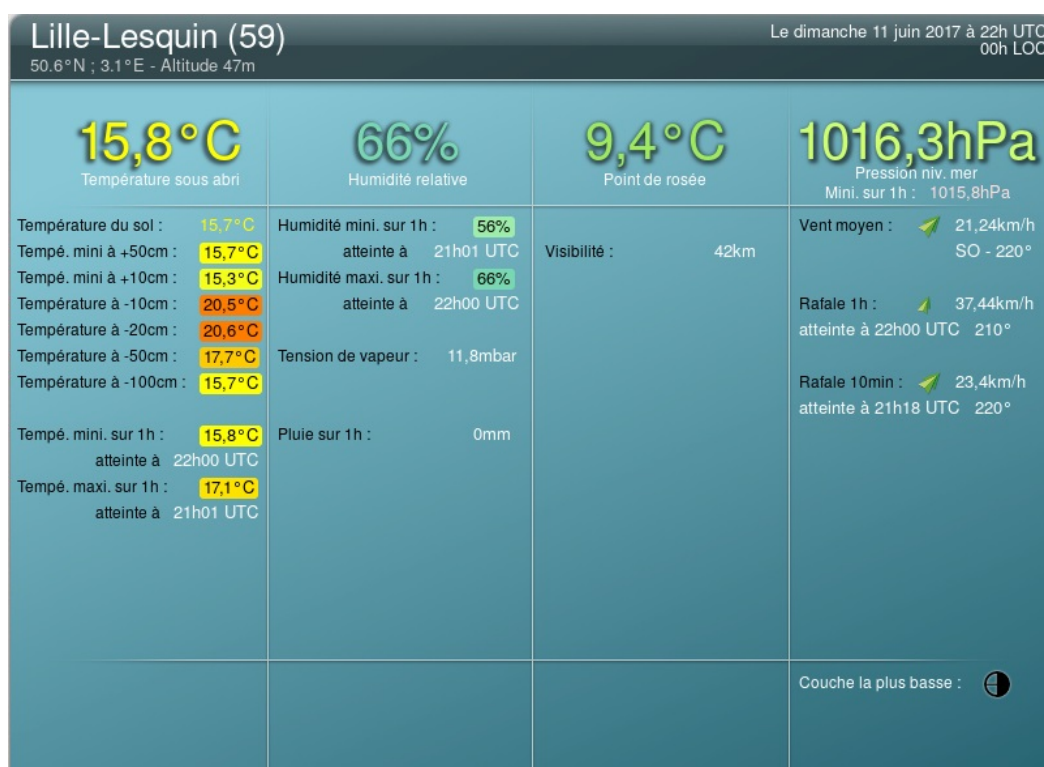 Lille-Lesquin (59)
50.6°N ; 3.1°E - Altitude 47m
Le dimanche 11 juin 2017 à 22h UTC
00h LOC
15,8°C
Température sous abri
66%
Humidité relative
9,4°C
Point de rosée
1016,3hPa
Pression niv. mer
Mini. sur 1h : 1015,8hPa
Température du sol : 15,7°C
Tempé. mini à +50cm : 15,7°C
Tempé. mini à +10cm : 15,3°C
Température à -10cm : 20,5°C
Température à -20cm : 20,6°C
Température à -50cm : 17,7°C
Température à -100cm : 15,7°C
Tempé. mini. sur 1h : 15,8°C
atteinte à 22h00 UTC
Tempé. maxi. sur 1h : 17,1°C
atteinte à 21h01 UTC
Humidité mini. sur 1h : 56%
atteinte à 21h01 UTC
Humidité maxi. sur 1h : 66%
atteinte à 22h00 UTC
Tension de vapeur : 11,8mbar
Pluie sur 1h : 0mm
Visibilité : 42km
Vent moyen : 21,24km/h
SO - 220°
Rafale 1h : 37,44km/h
atteinte à 22h00 UTC 210°
Rafale 10min : 23,4km/h
atteinte à 21h18 UTC 220°
Couche la plus basse :